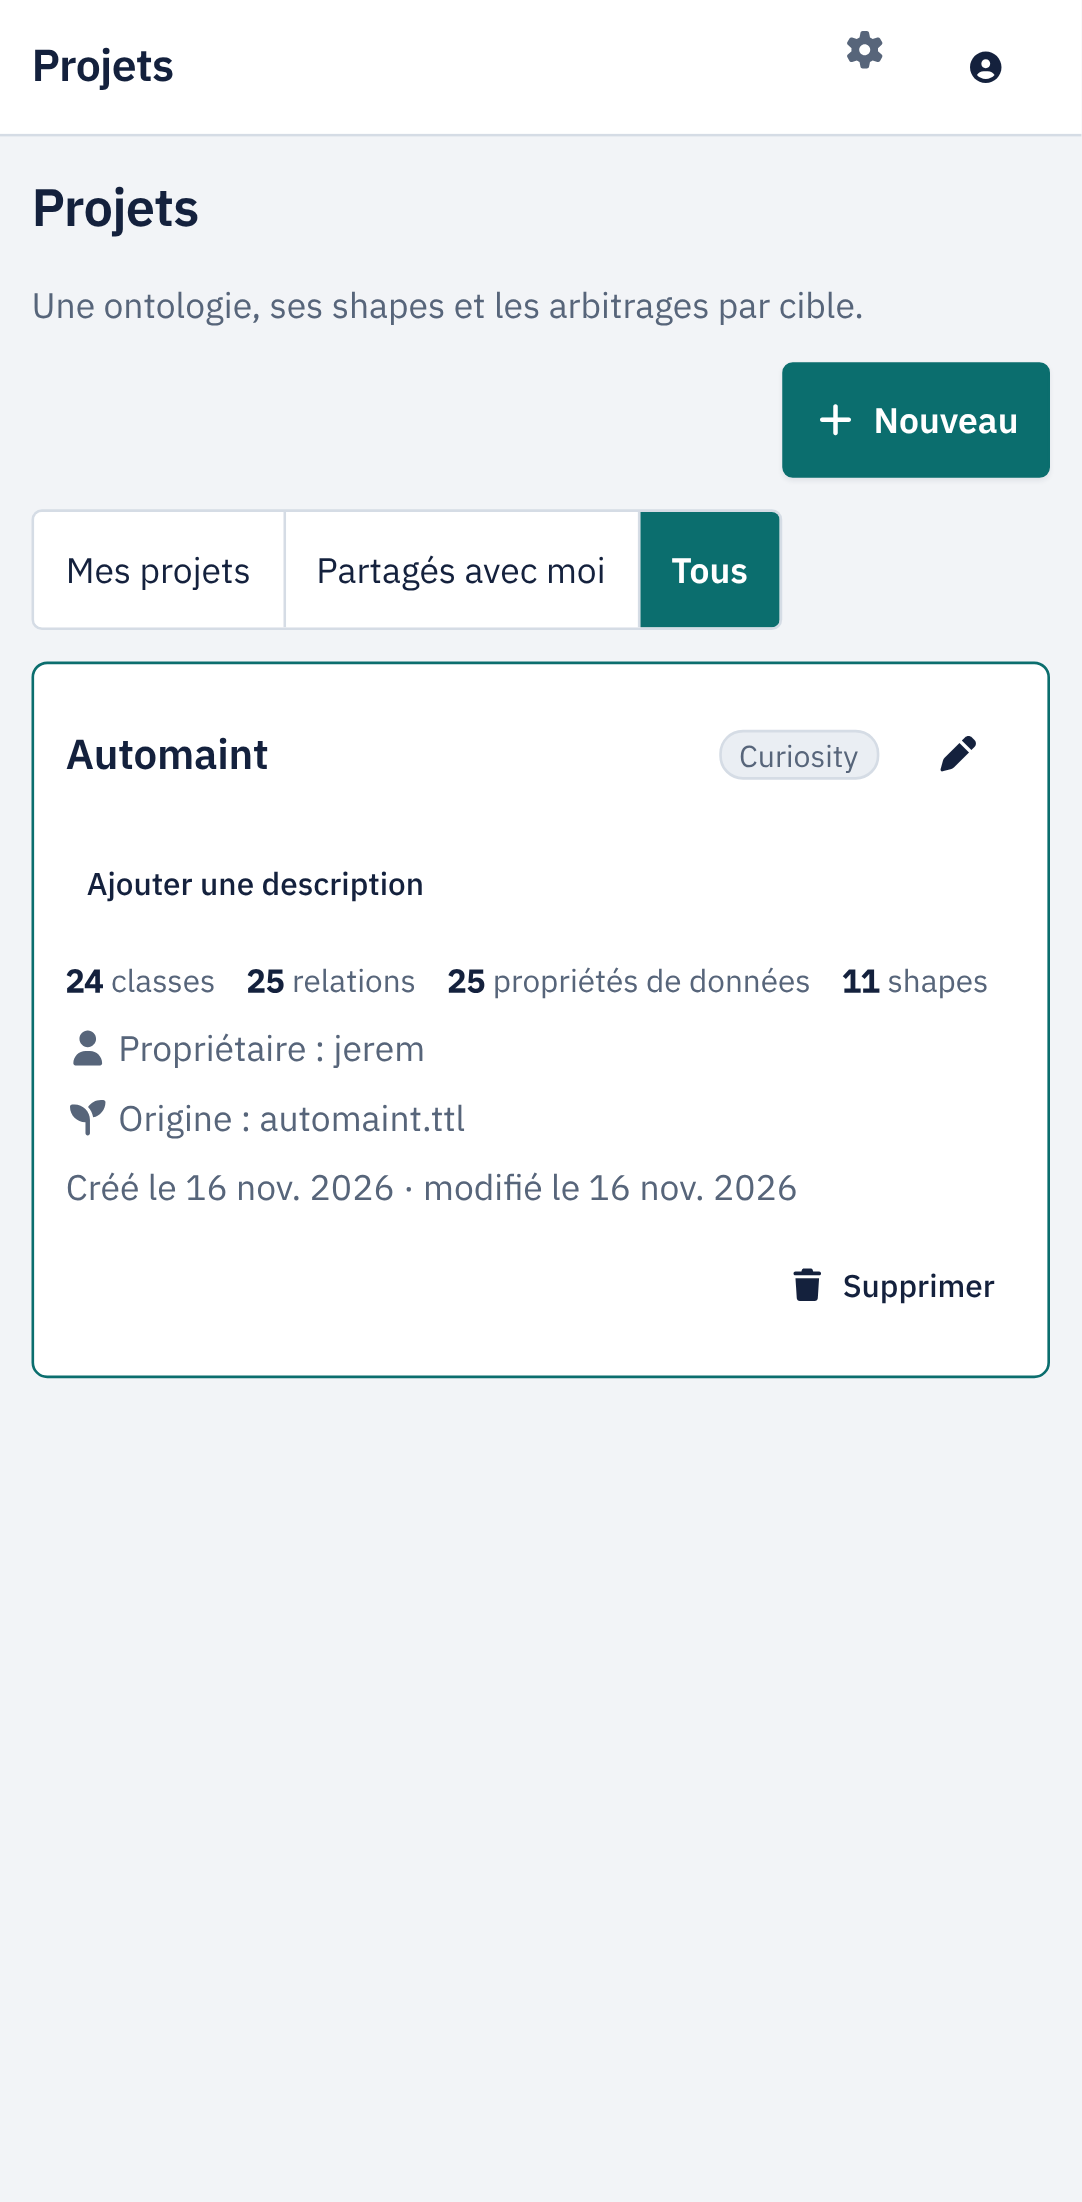 Projets
Projets
Une ontologie, ses shapes et les arbitrages par cible.
Nouveau
Mes projets Partagés avec moi Tous
Automaint Curiosity
Ajouter une description
24 classes 25 relations 25 propriétés de données 11 shapes
Propriétaire : jerem
Origine : automaint.ttl
Créé le 16 nov. 2026 · modifié le 16 nov. 2026
Supprimer